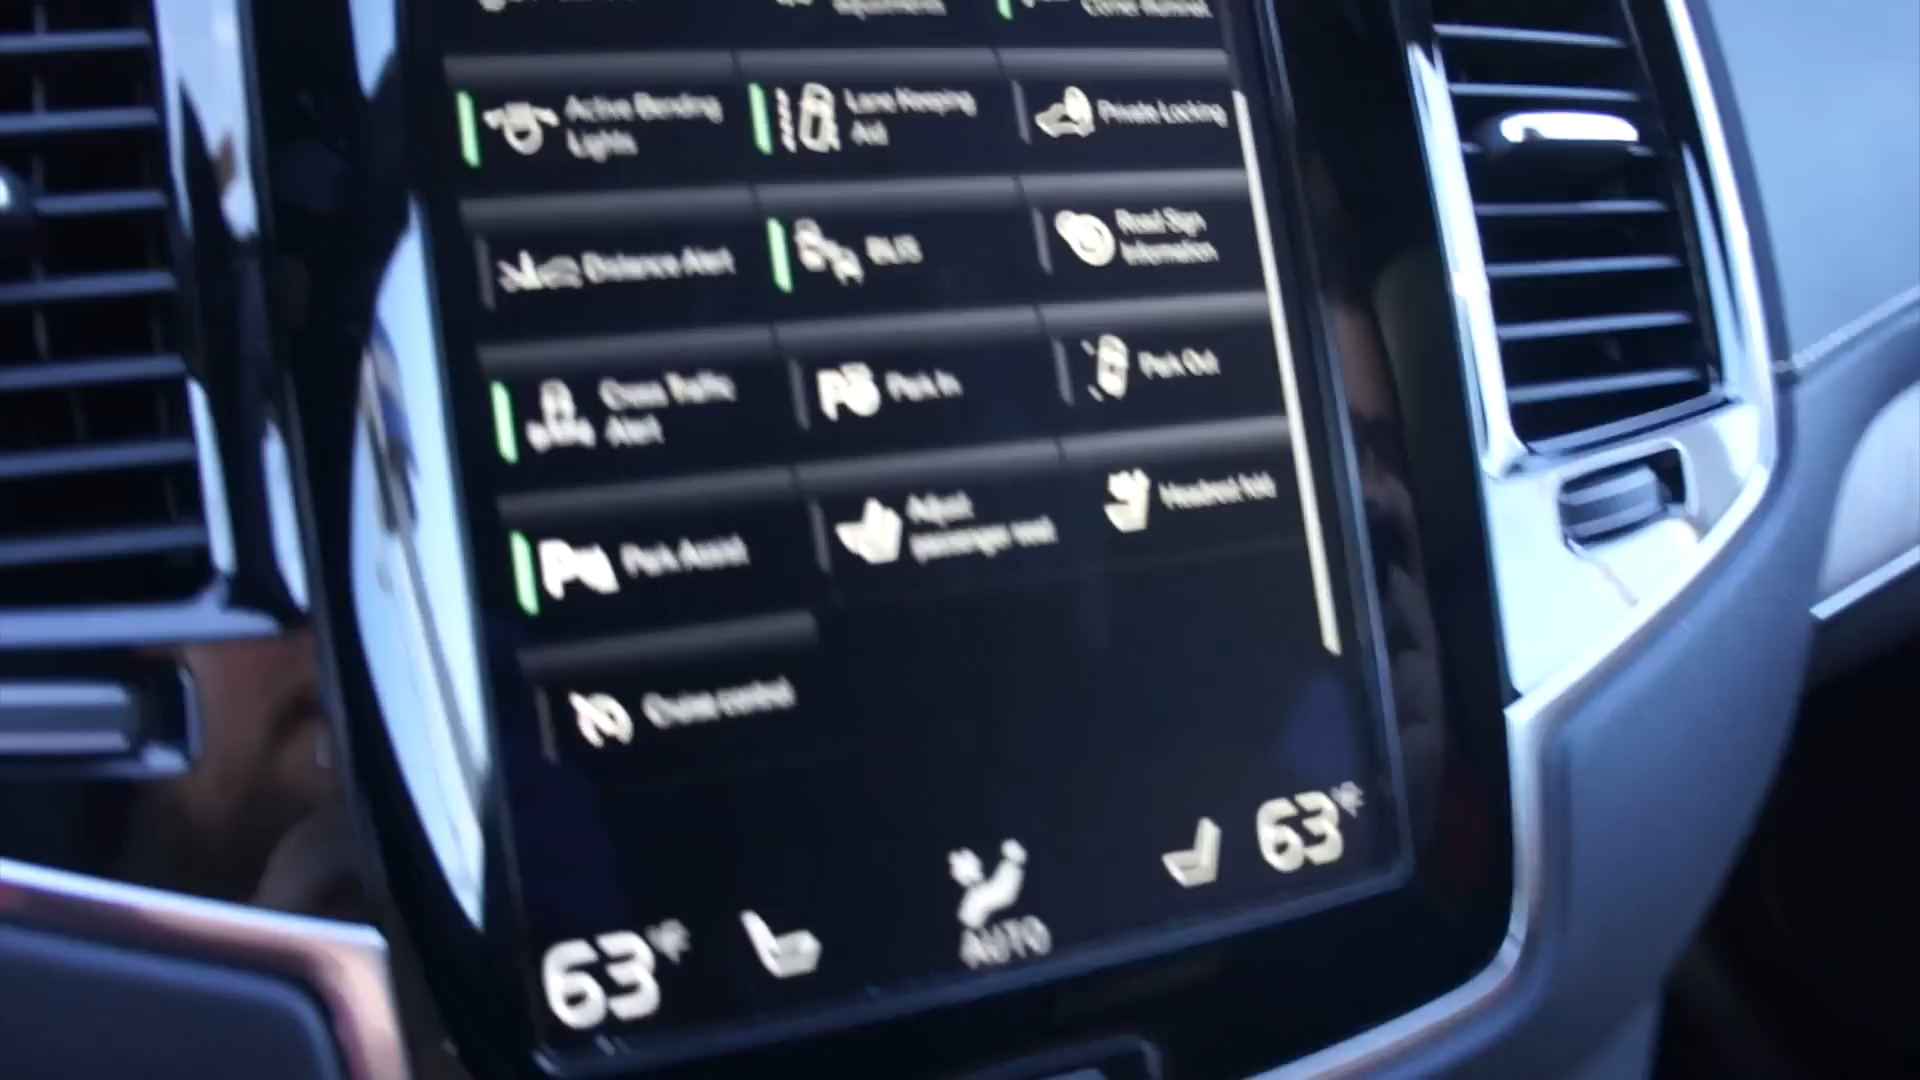 Active Bending
Lights
Lane Keeping
Aid
Private Locking
Distance Alert
BLIS
Road Sign
Information
Cross Traffic
Alert
Park In
Park Out
Park Assist
Adjust
passenger seat
Headrest fold
Cruise control
63°F
AUTO
63°F